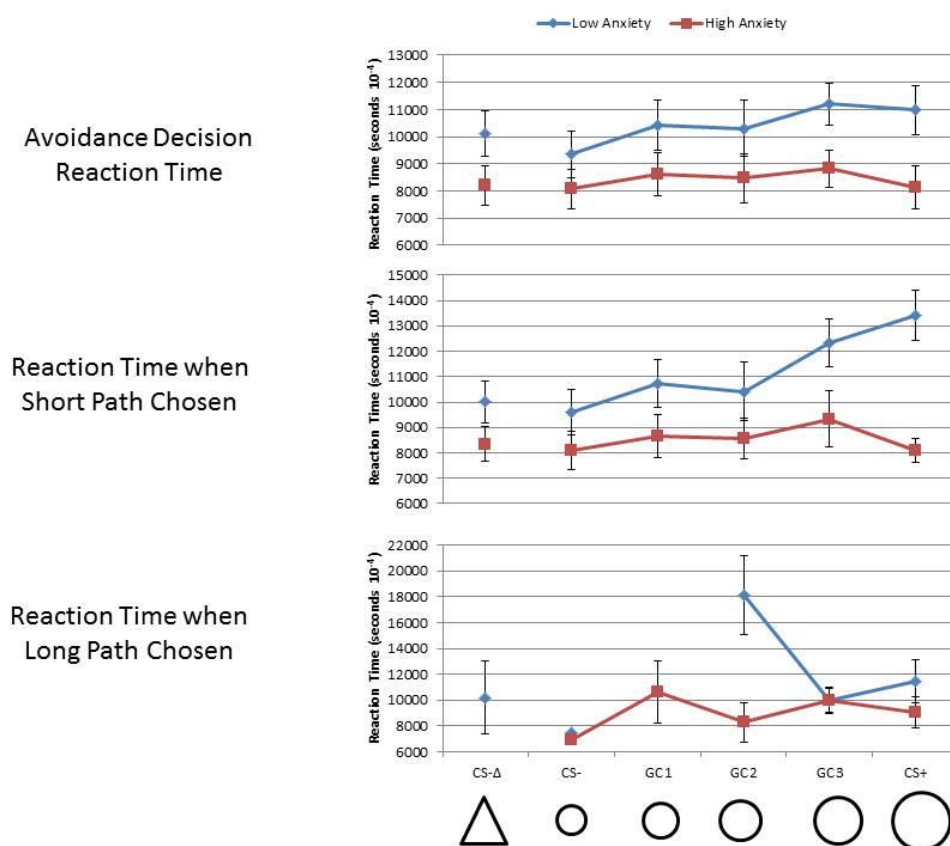 Low Anxiety High Anxiety
Avoidance Decision
Reaction Time
Reaction Time (seconds 10⁻⁴)
13000
12000
11000
10000
9000
8000
7000
6000
Reaction Time when
Short Path Chosen
Reaction Time (seconds 10⁻⁴)
15000
14000
13000
12000
11000
10000
9000
8000
7000
6000
Reaction Time when
Long Path Chosen
Reaction Time (seconds 10⁻⁴)
22000
20000
18000
16000
14000
12000
10000
8000
6000
CS-Δ CS- GC1 GC2 GC3 CS+